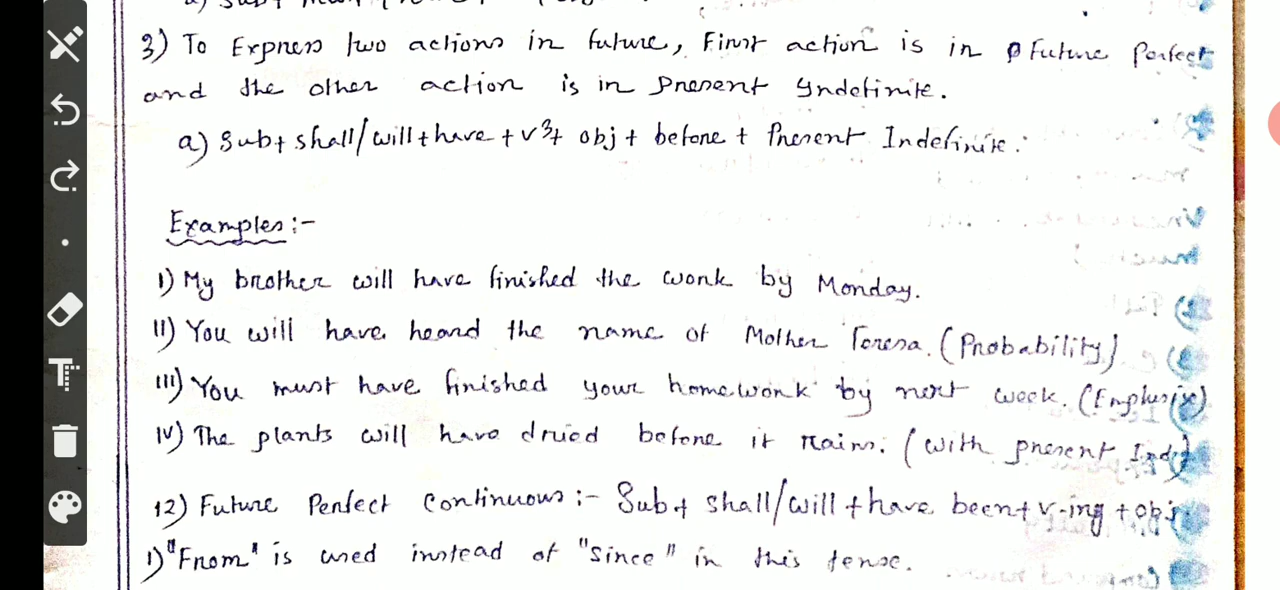 3) To Express two actions in future, First action is in Future Perfect
and the other action is in Present Indefinite.
a) Sub + shall/will + have + v3 + obj + before + Present Indefinite.
Examples :-
i) My brother will have finished the work by Monday.
ii) You will have heard the name of Mother Teresa. (Probability)
iii) You must have finished your homework by next week. (Emphasize)
iv) The plants will have dried before it rains. (with present Ind)
12) Future Perfect Continuous :- Sub + shall/will + have been + v-ing + obj.
i) "From" is used instead of "Since" in this tense.